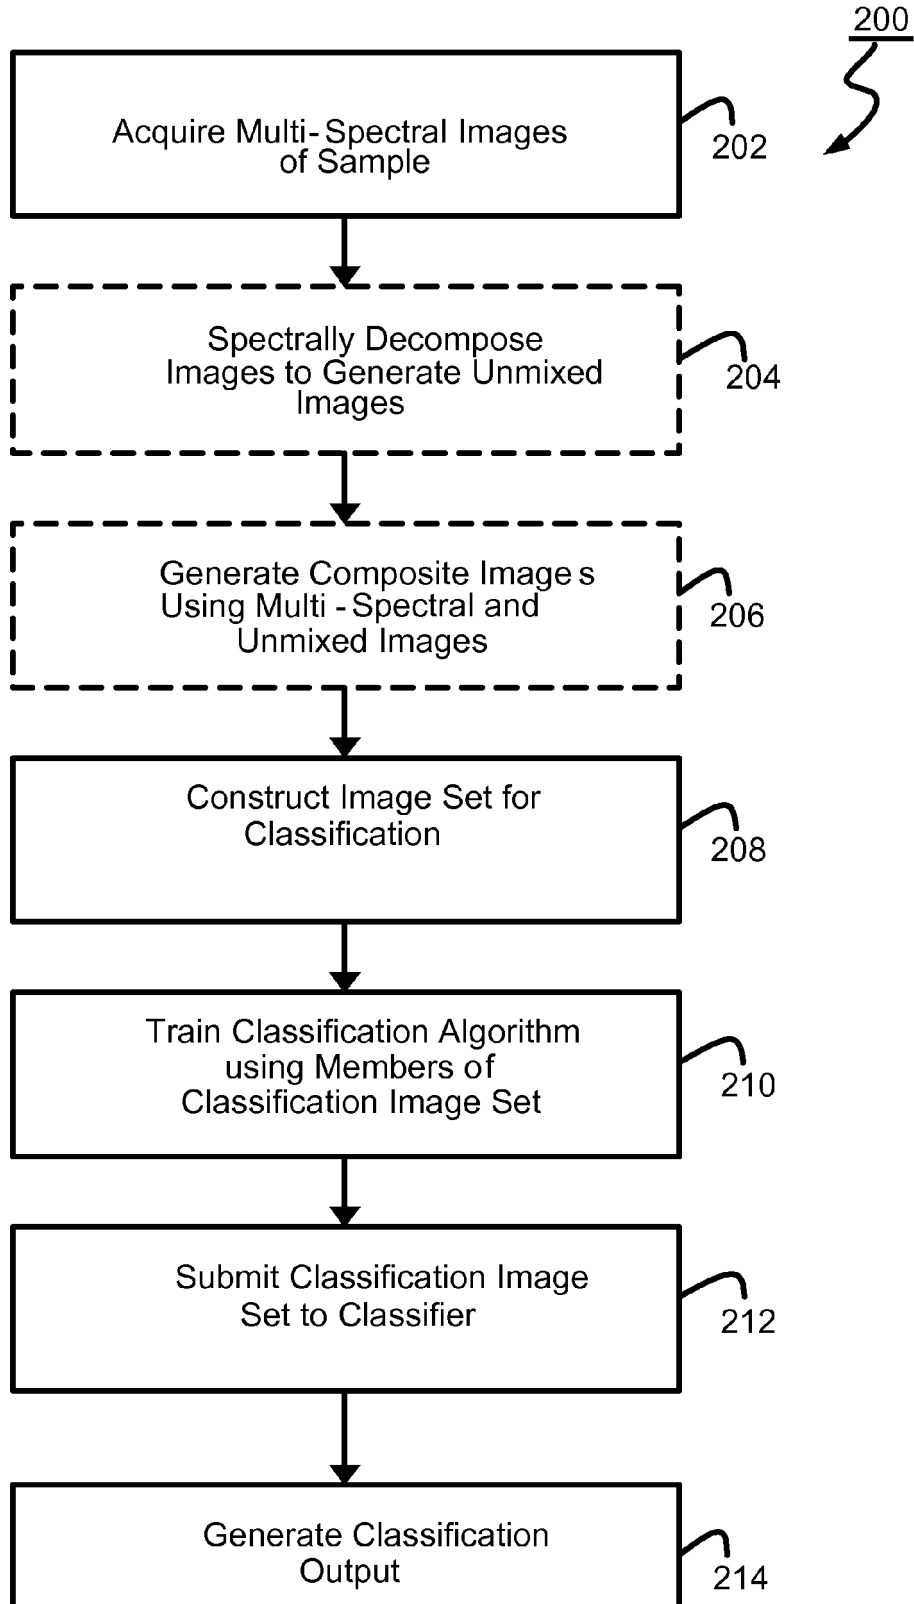 200
Acquire Multi-Spectral Images
of Sample
202
Spectrally Decompose
Images to Generate Unmixed
Images
204
Generate Composite Images
Using Multi-Spectral and
Unmixed Images
206
Construct Image Set for
Classification
208
Train Classification Algorithm
using Members of
Classification Image Set
210
Submit Classification Image
Set to Classifier
212
Generate Classification
Output
214